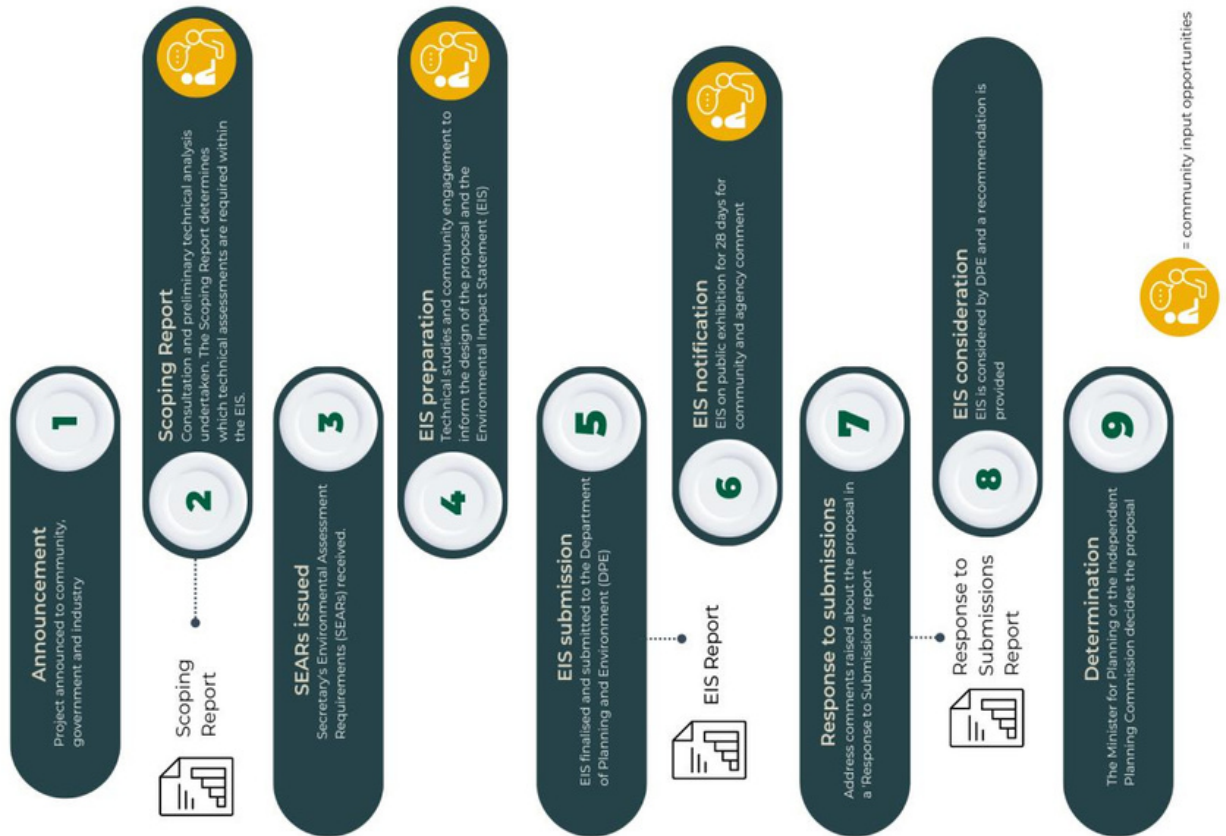 1
Announcement
Project announced to community,
government and industry
2
Scoping Report
Consultation and preliminary technical analysis
undertaken. The Scoping Report determines
which technical assessments are required within
the EIS.
Scoping
Report
3
SEARs issued
Secretary's Environmental Assessment
Requirements (SEARs) received.
4
EIS preparation
Technical studies and community engagement to
inform the design of the proposal and the
Environmental Impact Statement (EIS)
5
EIS submission
EIS finalised and submitted to the Department
of Planning and Environment (DPE)
EIS Report
6
EIS notification
EIS on public exhibition for 28 days for
community and agency comment
7
Response to submissions
Address comments raised about the proposal in
a 'Response to Submissions' report
Response to
Submissions
Report
8
EIS consideration
EIS is considered by DPE and a recommendation is
provided
9
Determination
The Minister for Planning or the Independent
Planning Commission decides the proposal
= community input opportunities